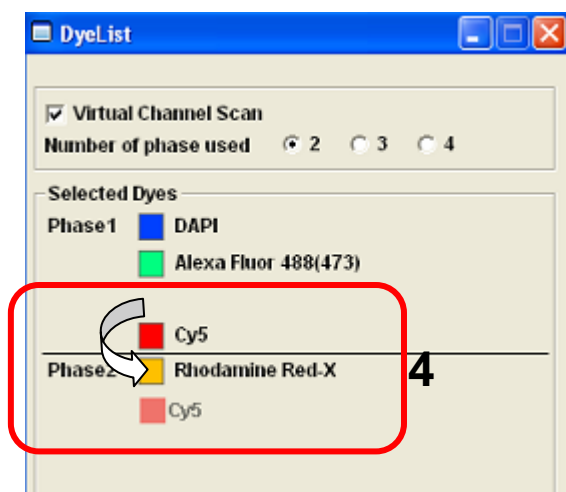 DyeList
Virtual Channel Scan
Number of phase used 2 3 4
Selected Dyes
Phase1 DAPI
Alexa Fluor 488(473)
Cy5
Phase2 Rhodamine Red-X
4
Cy5